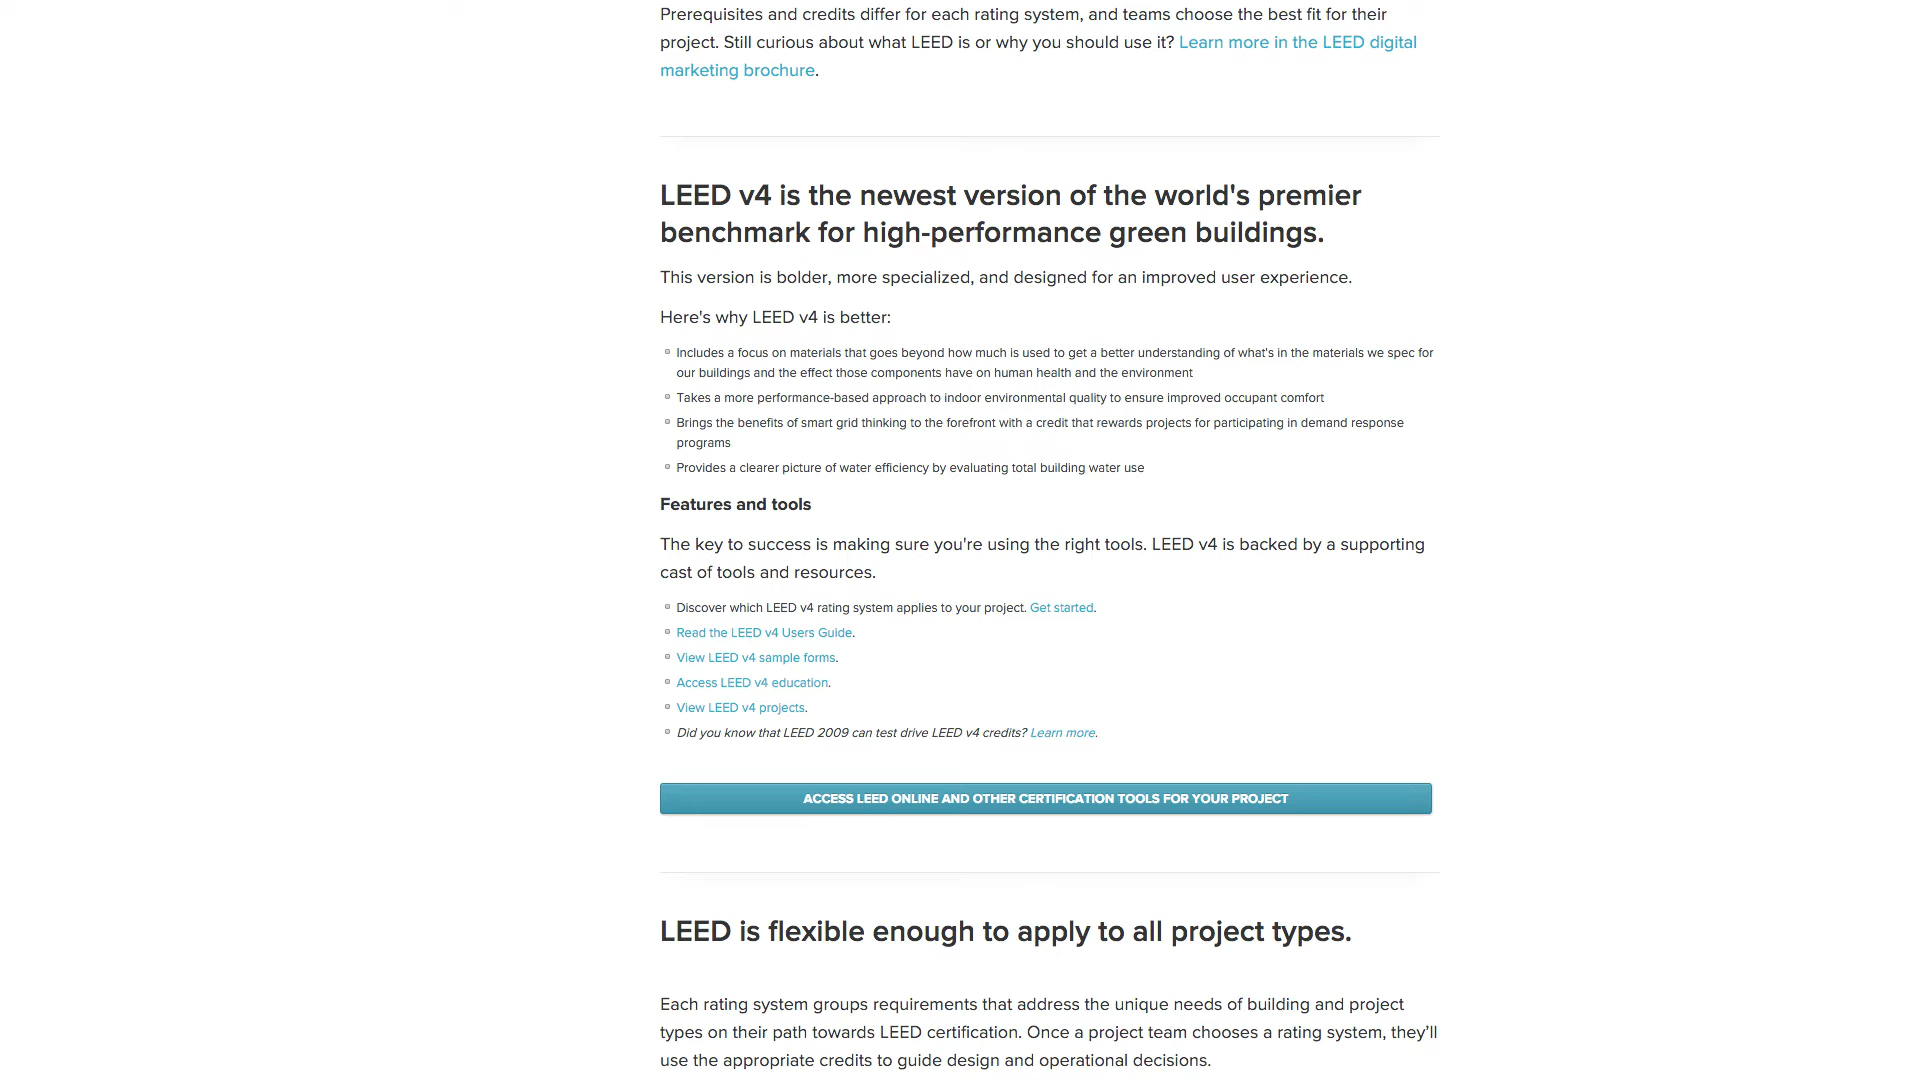 Prerequisites and credits differ for each rating system, and teams choose the best fit for their
project. Still curious about what LEED is or why you should use it? Learn more in the LEED digital
marketing brochure.
LEED v4 is the newest version of the world's premier
benchmark for high-performance green buildings.
This version is bolder, more specialized, and designed for an improved user experience.
Here's why LEED v4 is better:
Includes a focus on materials that goes beyond how much is used to get a better understanding of what's in the materials we spec for
our buildings and the effect those components have on human health and the environment
Takes a more performance-based approach to indoor environmental quality to ensure improved occupant comfort
Brings the benefits of smart grid thinking to the forefront with a credit that rewards projects for participating in demand response
programs
Provides a clearer picture of water efficiency by evaluating total building water use
Features and tools
The key to success is making sure you're using the right tools. LEED v4 is backed by a supporting
cast of tools and resources.
Discover which LEED v4 rating system applies to your project. Get started.
Read the LEED v4 Users Guide.
View LEED v4 sample forms.
Access LEED v4 education.
View LEED v4 projects.
Did you know that LEED 2009 can test drive LEED v4 credits? Learn more.
ACCESS LEED ONLINE AND OTHER CERTIFICATION TOOLS FOR YOUR PROJECT
LEED is flexible enough to apply to all project types.
Each rating system groups requirements that address the unique needs of building and project
types on their path towards LEED certification. Once a project team chooses a rating system, they’ll
use the appropriate credits to guide design and operational decisions.